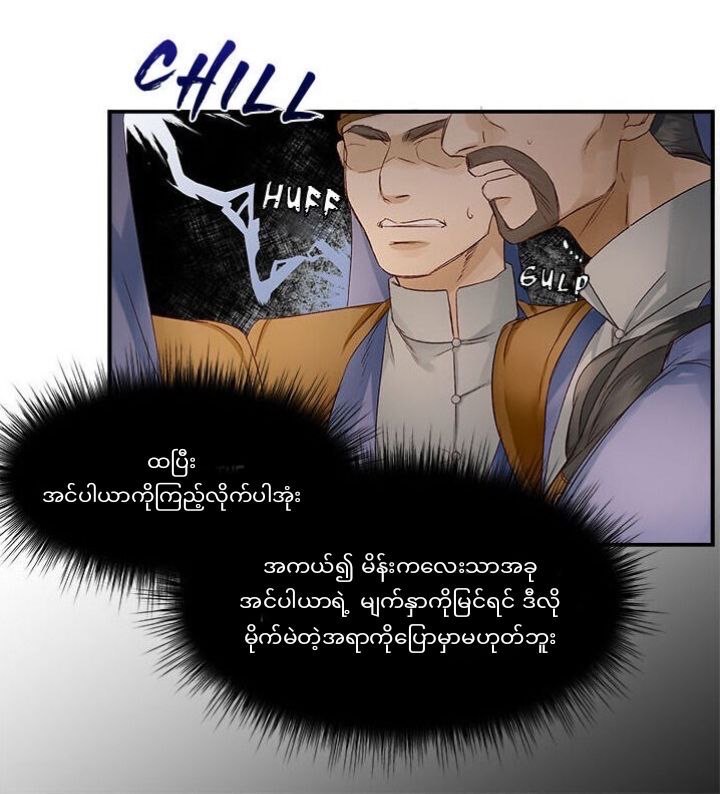 CHILL
HUFF
GULP
ထပြီး
အင်ပါယာကိုကြည့်လိုက်ပါအုံး
အကယ်၍ မိန်းကလေးသာအခု
အင်ပါယာရဲ့ မျက်နှာကိုမြင်ရင် ဒီလို
မိုက်မဲတဲ့အရာကိုပြောမှာမဟုတ်ဘူး